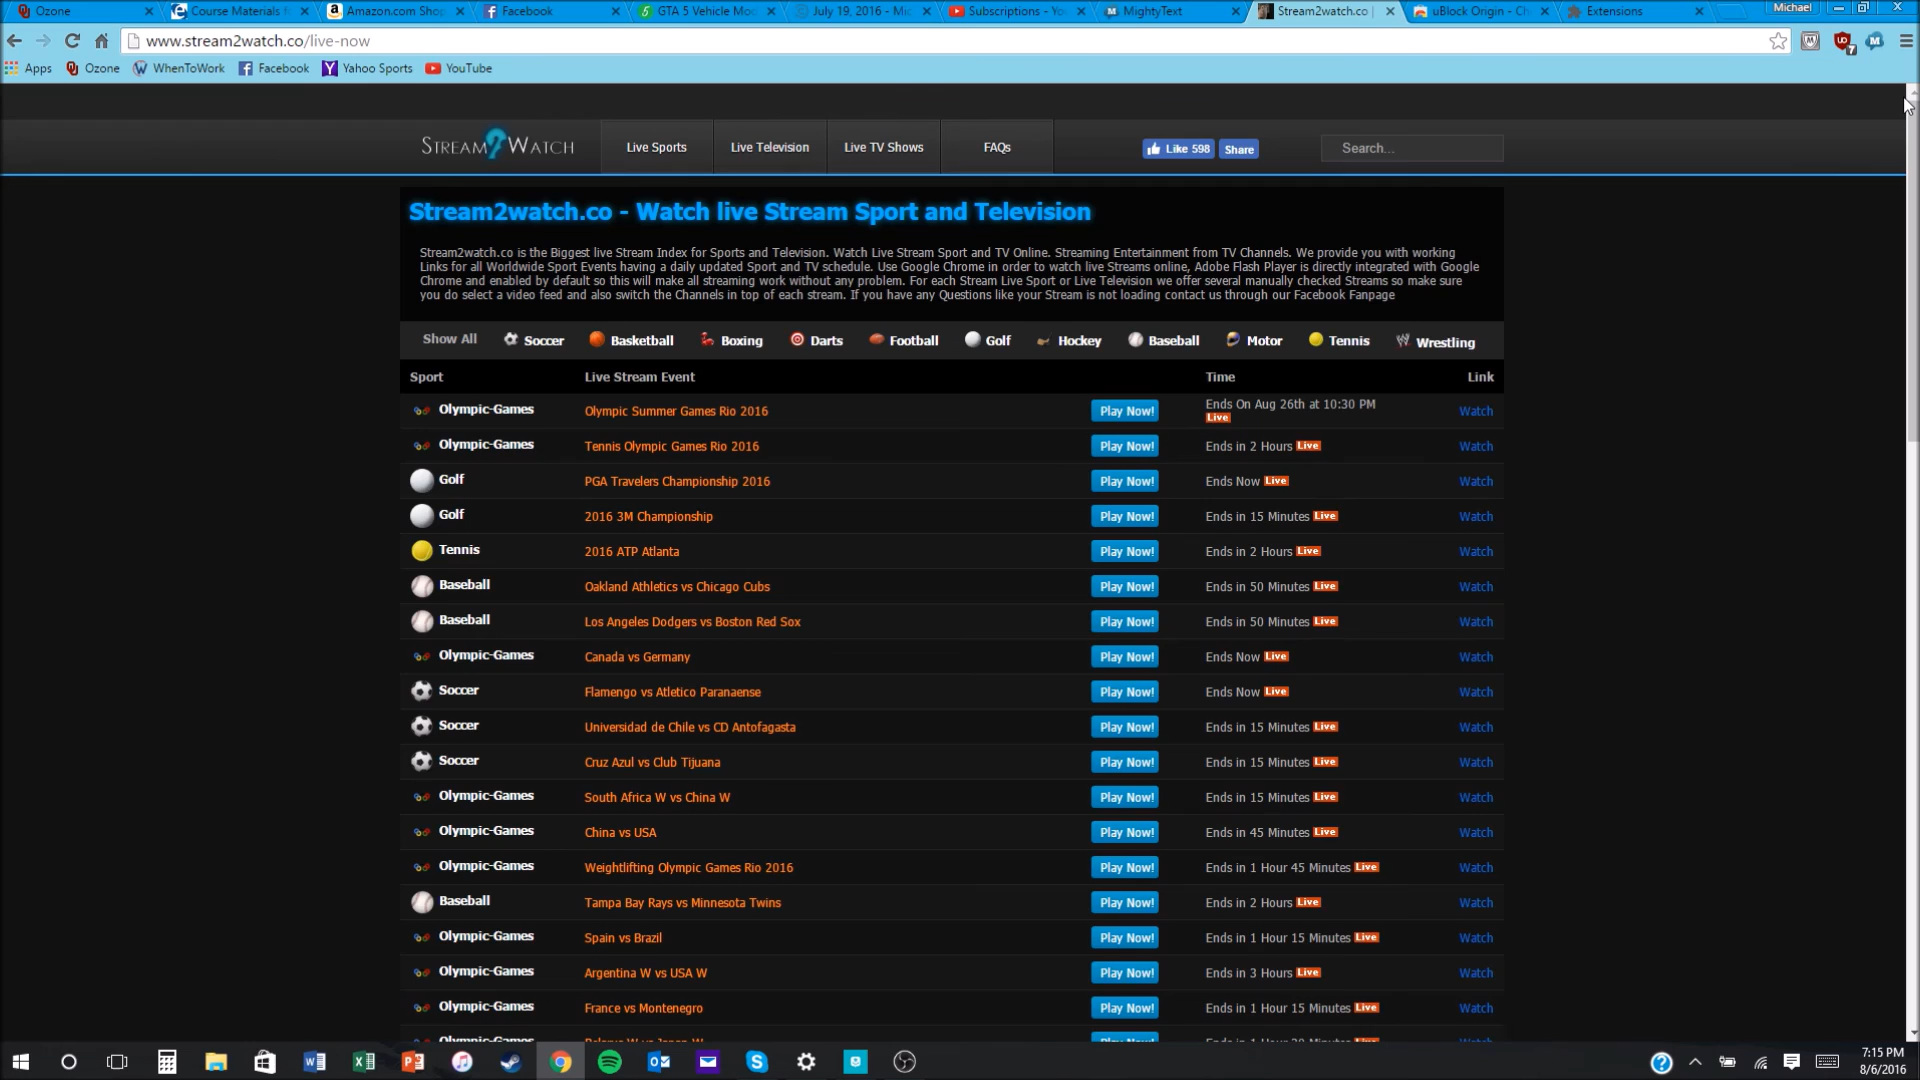 Ozone
Course Materials fo
Amazon.com Shop
Facebook
GTA 5 Vehicle Mod
July 19, 2016 - Mic
Subscriptions - Yo
MightyText
Stream2watch.co |
uBlock Origin - Ch
Extensions
Michael
www.stream2watch.co/live-now
Apps
Ozone
WhenToWork
Facebook
Yahoo Sports
YouTube
STREAM2WATCH
Live Sports
Live Television
Live TV Shows
FAQs
Like 598
Share
Search...
Stream2watch.co - Watch live Stream Sport and Television
Stream2watch.co is the Biggest live Stream Index for Sports and Television. Watch Live Stream Sport and TV Online. Streaming Entertainment from TV Channels. We provide you with working
Links for all Worldwide Sport Events having a daily updated Sport and TV schedule. Use Google Chrome in order to watch live Streams online, Adobe Flash Player is directly integrated with Google
Chrome and enabled by default so this will make all streaming work without any problem. For each Stream Live Sport or Live Television we offer several manually checked Streams so make sure
you do select a video feed and also switch the Channels in top of each stream. If you have any Questions like your Stream is not loading contact us through our Facebook Fanpage
Show All Soccer Basketball Boxing Darts Football Golf Hockey Baseball Motor Tennis Wrestling
Sport Live Stream Event Time Link
Olympic-Games Olympic Summer Games Rio 2016 Play Now! Ends On Aug 26th at 10:30 PM Live Watch
Olympic-Games Tennis Olympic Games Rio 2016 Play Now! Ends in 2 Hours Live Watch
Golf PGA Travelers Championship 2016 Play Now! Ends Now Live Watch
Golf 2016 3M Championship Play Now! Ends in 15 Minutes Live Watch
Tennis 2016 ATP Atlanta Play Now! Ends in 2 Hours Live Watch
Baseball Oakland Athletics vs Chicago Cubs Play Now! Ends in 50 Minutes Live Watch
Baseball Los Angeles Dodgers vs Boston Red Sox Play Now! Ends in 50 Minutes Live Watch
Olympic-Games Canada vs Germany Play Now! Ends Now Live Watch
Soccer Flamengo vs Atletico Paranaense Play Now! Ends Now Live Watch
Soccer Universidad de Chile vs CD Antofagasta Play Now! Ends in 15 Minutes Live Watch
Soccer Cruz Azul vs Club Tijuana Play Now! Ends in 15 Minutes Live Watch
Olympic-Games South Africa W vs China W Play Now! Ends in 15 Minutes Live Watch
Olympic-Games China vs USA Play Now! Ends in 45 Minutes Live Watch
Olympic-Games Weightlifting Olympic Games Rio 2016 Play Now! Ends in 1 Hour 45 Minutes Live Watch
Baseball Tampa Bay Rays vs Minnesota Twins Play Now! Ends in 2 Hours Live Watch
Olympic-Games Spain vs Brazil Play Now! Ends in 1 Hour 15 Minutes Live Watch
Olympic-Games Argentina W vs USA W Play Now! Ends in 3 Hours Live Watch
Olympic-Games France vs Montenegro Play Now! Ends in 1 Hour 15 Minutes Live Watch
7:15 PM
8/6/2016